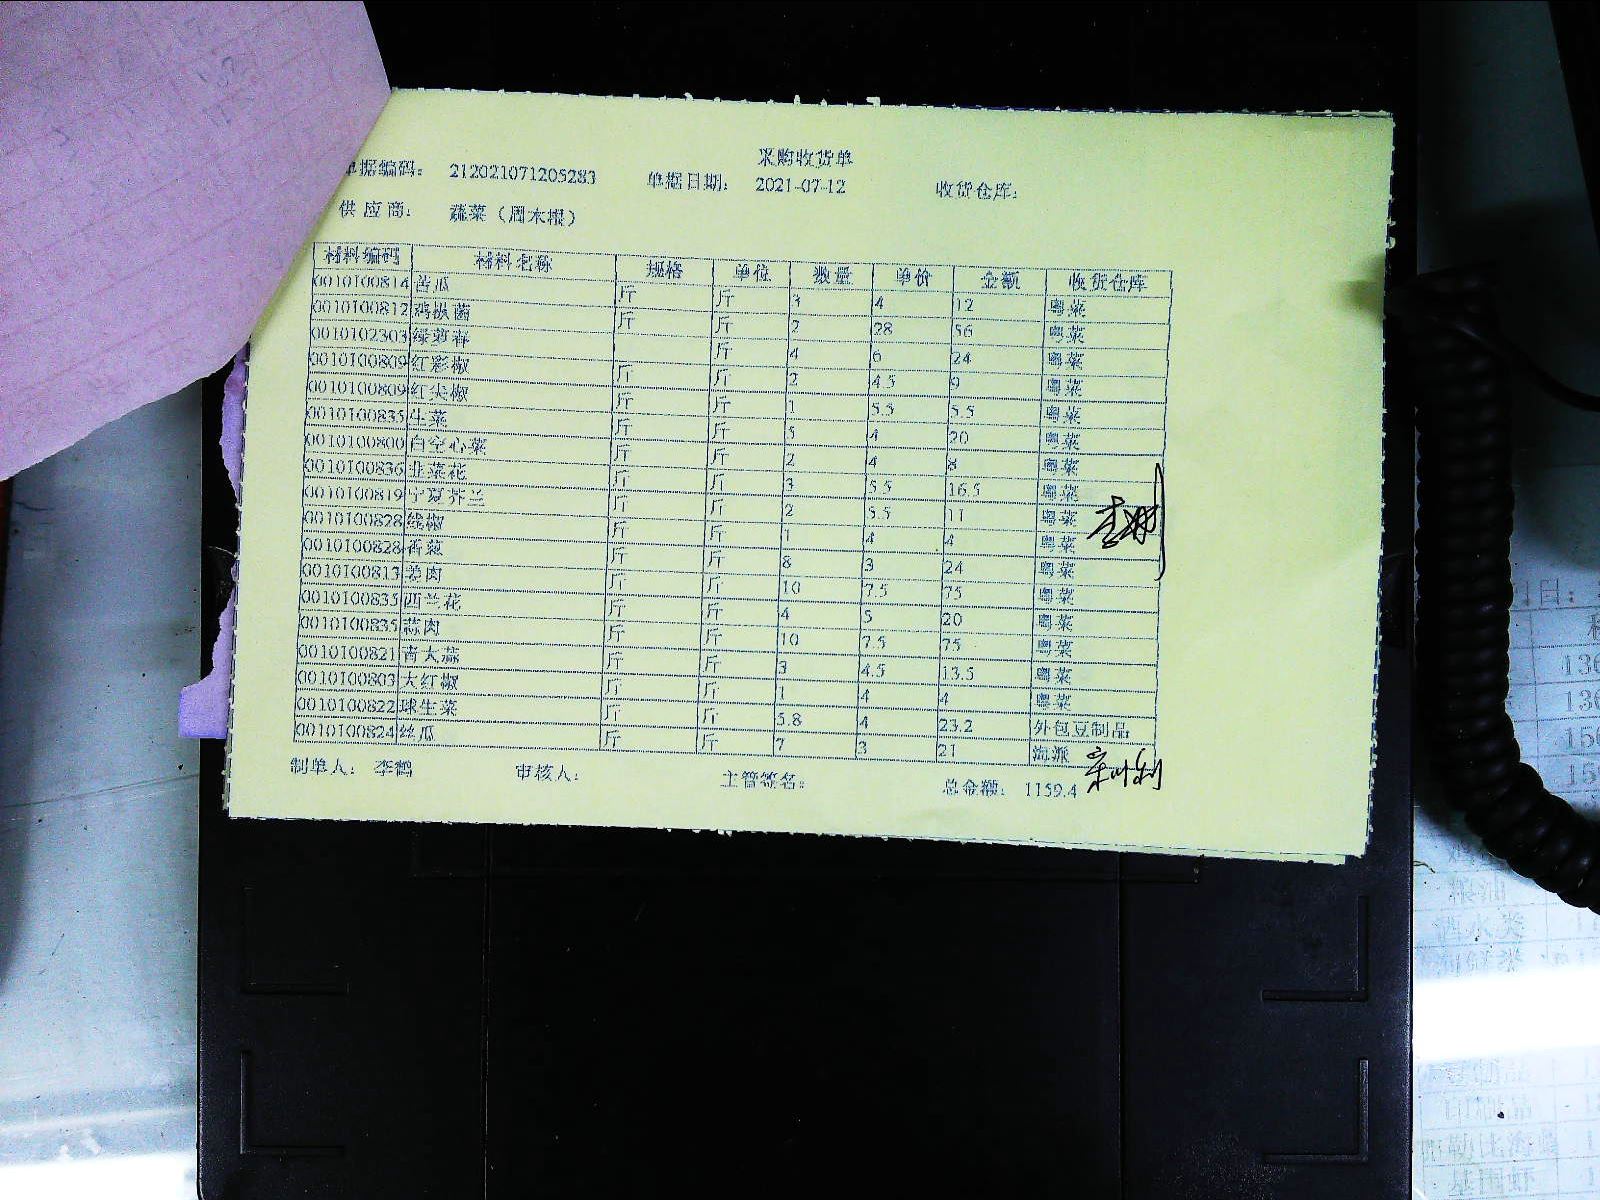 采购收货单
单据编码: 212021071205283 单据日期: 2021-07-12 收货仓库:
供应商: 蔬菜（周木根）
材料编码 材料名称 规格 单位 数量 单价 金额 收货仓库
0010100814 苦瓜 斤 斤 3 4 12 粤菜
0010100812 鸡枞菌 斤 斤 2 28 56 粤菜
0010102303 绿剪春 斤 4 6 24 粤菜
0010100809 红彩椒 斤 斤 2 4.5 9 粤菜
0010100809 红尖椒 斤 斤 1 5.5 5.5 粤菜
0010100835 生菜 斤 斤 5 4 20 粤菜
0010100800 白空心菜 斤 斤 2 4 8 粤菜
0010100836 韭菜花 斤 斤 3 5.5 16.5 粤菜
0010100819 宁夏芥兰 斤 斤 2 5.5 11 粤菜
0010100828 线椒 斤 斤 1 4 4 粤菜
0010100828 香葱 斤 斤 8 3 24 粤菜
0010100813 姜肉 斤 斤 10 7.5 75 粤菜
0010100835 西兰花 斤 斤 4 5 20 粤菜
0010100835 蒜肉 斤 斤 10 7.5 75 粤菜
0010100821 青大蒜 斤 斤 3 4.5 13.5 粤菜
0010100803 大红椒 斤 斤 1 4 4 粤菜
0010100822 球生菜 斤 斤 5.8 4 23.2 外包豆制品
0010100824 丝瓜 斤 斤 7 3 21 海派
制单人: 李鹤 审核人: 主管签名: 总金额: 1159.4